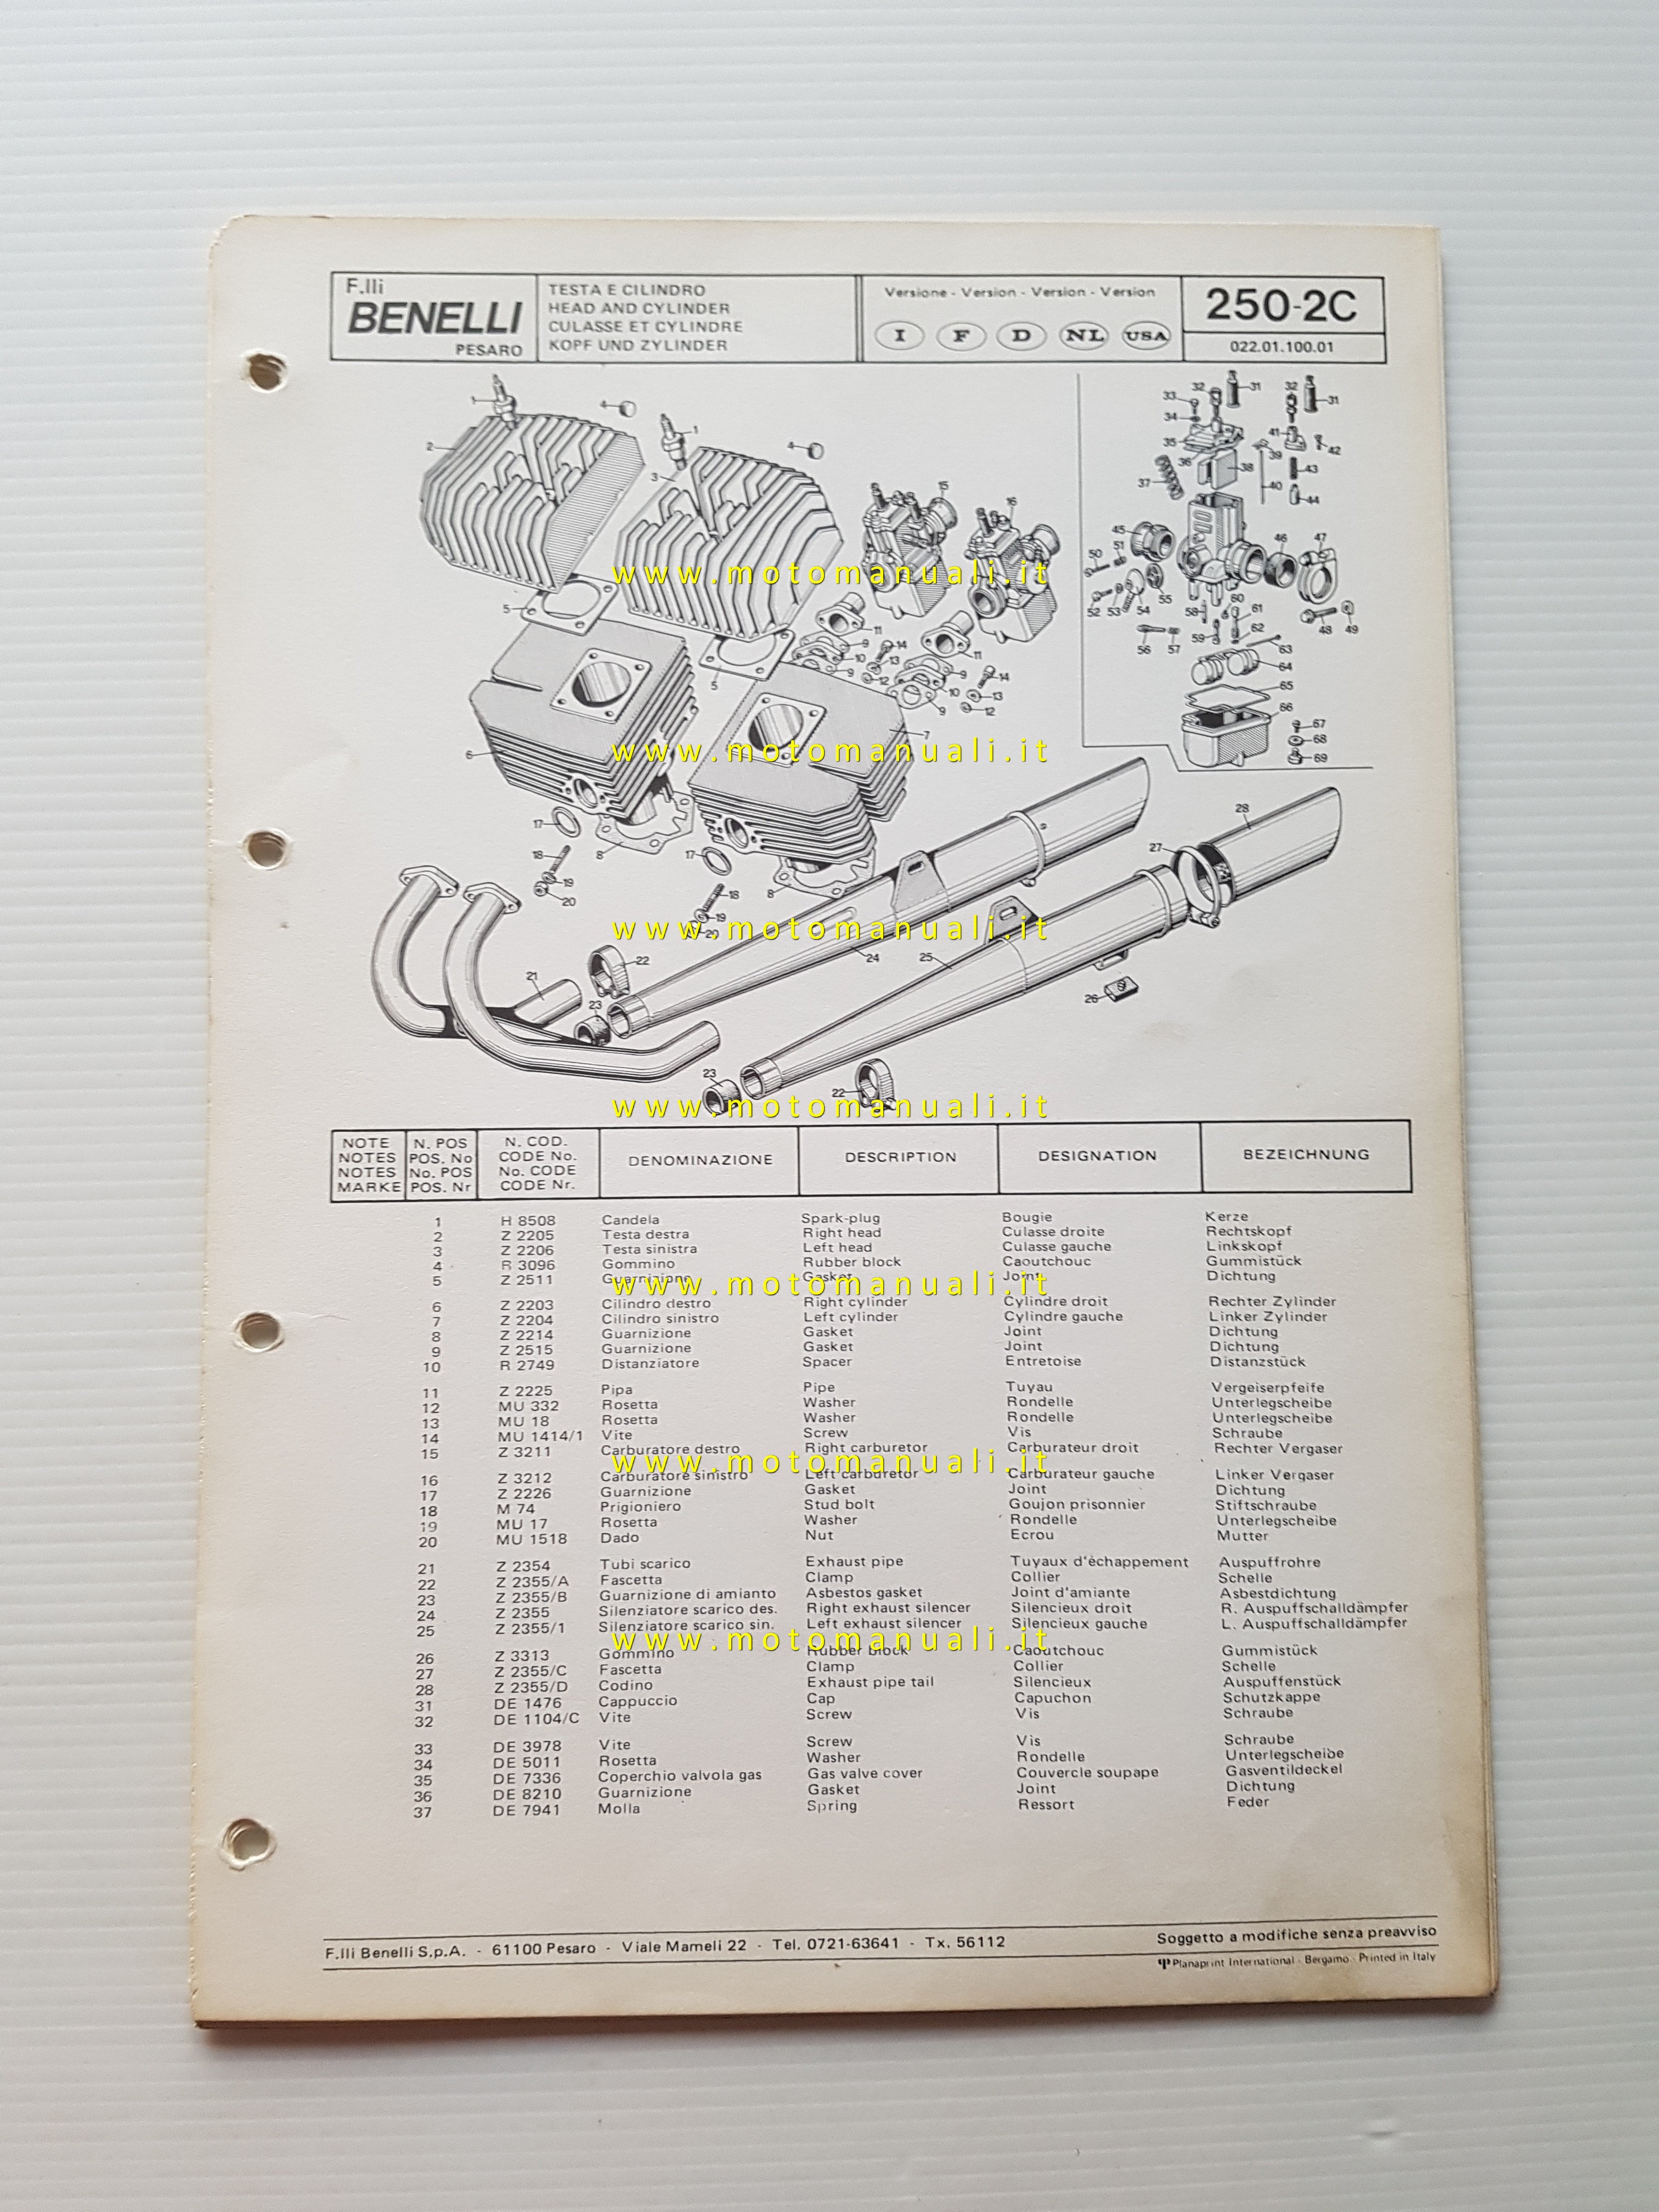 F.lli
BENELLI
PESARO
TESTA E CILINDRO
HEAD AND CYLINDER
CULASSE ET CYLINDRE
KOPF UND ZYLINDER
Versione - Version - Version - Version
I F D NL USA
250-2C
022.01.100.01
www.motomanuali.it
www.motomanuali.it
www.motomanuali.it
www.motomanuali.it
NOTE NOTES NOTES MARKE
N. POS POS. No No. POS POS. Nr
N. COD. CODE No. No. CODE CODE Nr.
DENOMINAZIONE DESCRIPTION DESIGNATION BEZEICHNUNG
1 H 8508 Candela Spark-plug Bougie Kerze
2 Z 2205 Testa destra Right head Culasse droite Rechtskopf
3 Z 2206 Testa sinistra Left head Culasse gauche Linkskopf
4 R 3096 Gommino Rubber block Caoutchouc Gummistück
5 Z 2511 Guarnizione Gasket Joint Dichtung
www.motomanuali.it
6 Z 2203 Cilindro destro Right cylinder Cylindre droit Rechter Zylinder
7 Z 2204 Cilindro sinistro Left cylinder Cylindre gauche Linker Zylinder
8 Z 2214 Guarnizione Gasket Joint Dichtung
9 Z 2515 Guarnizione Gasket Joint Dichtung
10 R 2749 Distanziatore Spacer Entretoise Distanzstück
11 Z 2225 Pipa Pipe Tuyau Vergeiserpfeife
12 MU 332 Rosetta Washer Rondelle Unterlegscheibe
13 MU 18 Rosetta Washer Rondelle Unterlegscheibe
14 MU 1414/1 Vite Screw Vis Schraube
15 Z 3211 Carburatore destro Right carburetor Carburateur droit Rechter Vergaser
www.motomanuali.it
16 Z 3212 Carburatore sinistro Left carburetor Carburateur gauche Linker Vergaser
17 Z 2226 Guarnizione Gasket Joint Dichtung
18 M 74 Prigioniero Stud bolt Goujon prisonnier Stiftschraube
19 MU 17 Rosetta Washer Rondelle Unterlegscheibe
20 MU 1518 Dado Nut Ecrou Mutter
21 Z 2354 Tubi scarico Exhaust pipe Tuyaux d'échappement Auspuffrohre
22 Z 2355/A Fascetta Clamp Collier Schelle
23 Z 2355/B Guarnizione di amianto Asbestos gasket Joint d'amiante Asbestdichtung
24 Z 2355 Silenziatore scarico des. Right exhaust silencer Silencieux droit R. Auspuffschalldämpfer
25 Z 2355/1 Silenziatore scarico sin. Left exhaust silencer Silencieux gauche L. Auspuffschalldämpfer
www.motomanuali.it
26 Z 3313 Gommino Rubber block Caoutchouc Gummistück
27 Z 2355/C Fascetta Clamp Collier Schelle
28 Z 2355/D Codino Exhaust pipe tail Silencieux Auspuffenstück
31 DE 1476 Cappuccio Cap Capuchon Schutzkappe
32 DE 1104/C Vite Screw Vis Schraube
33 DE 3978 Vite Screw Vis Schraube
34 DE 5011 Rosetta Washer Rondelle Unterlegscheibe
35 DE 7336 Coperchio valvola gas Gas valve cover Couvercle soupape Gasventildeckel
36 DE 8210 Guarnizione Gasket Joint Dichtung
37 DE 7941 Molla Spring Ressort Feder
F.lli Benelli S.p.A. - 61100 Pesaro - Viale Mameli 22 - Tel. 0721-63641 - Tx. 56112
Soggetto a modifiche senza preavviso
Planaprint International - Bergamo - Printed in Italy